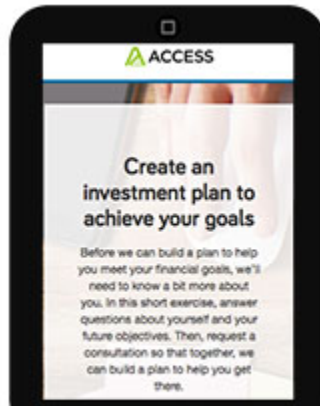 ACCESS
Create an
investment plan to
achieve your goals
Before we can build a plan to help
you meet your financial goals, we'll
need to know a bit more about
you. In this short exercise, answer
questions about yourself and your
future objectives. Then, request a
consultation so that together, we
can build a plan to help you get
there.